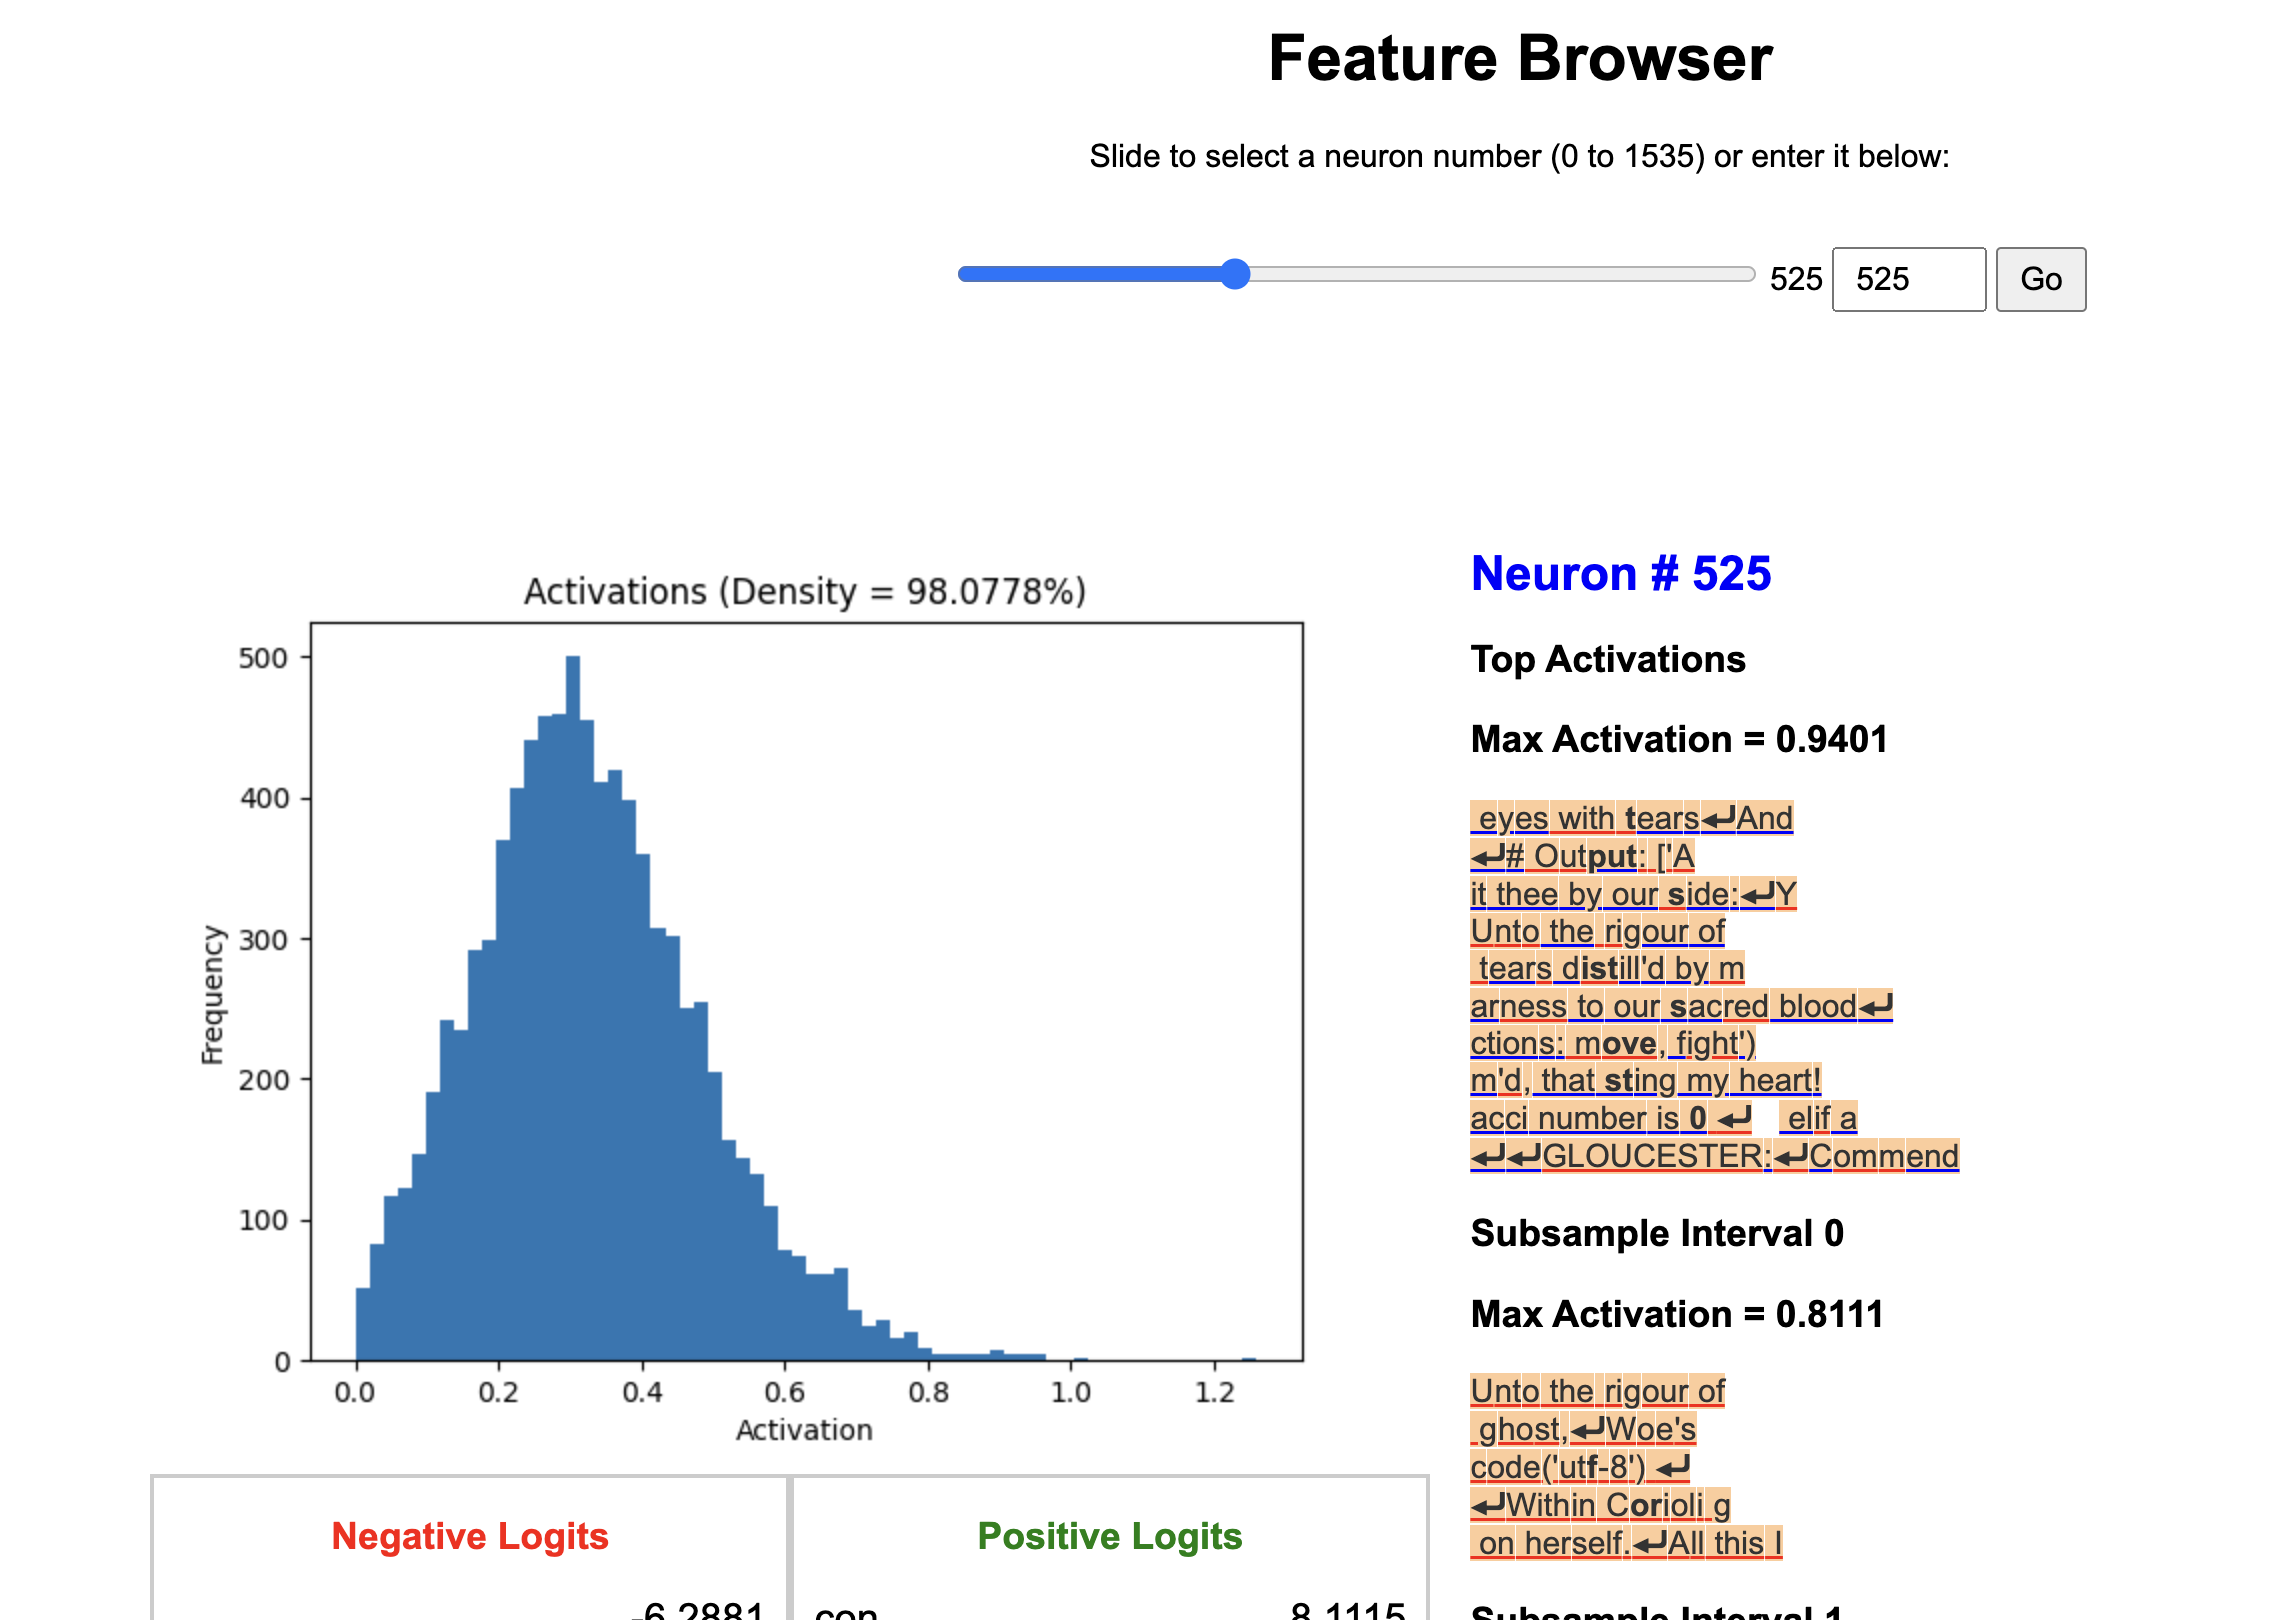 Feature Browser
Slide to select a neuron number (0 to 1535) or enter it below:
525 525 Go
Activations (Density = 98.0778%)
500
400
300
200
100
0
Frequency
0.0 0.2 0.4 0.6 0.8 1.0 1.2
Activation
Negative Logits
-6.2881
Positive Logits
con 8.1115
Neuron # 525
Top Activations
Max Activation = 0.9401
eyes with tears↵And
↵# Output: ['A
it thee by our side:↵Y
Unto the rigour of
tears distill'd by m
arness to our sacred blood↵
ctions: move, fight')
m'd, that sting my heart!
acci number is 0 ↵ elif a
↵↵GLOUCESTER:↵Commend
Subsample Interval 0
Max Activation = 0.8111
Unto the rigour of
ghost,↵Woe's
code('utf-8') ↵
↵Within Corioli g
on herself.↵All this I
Subsample Interval 1